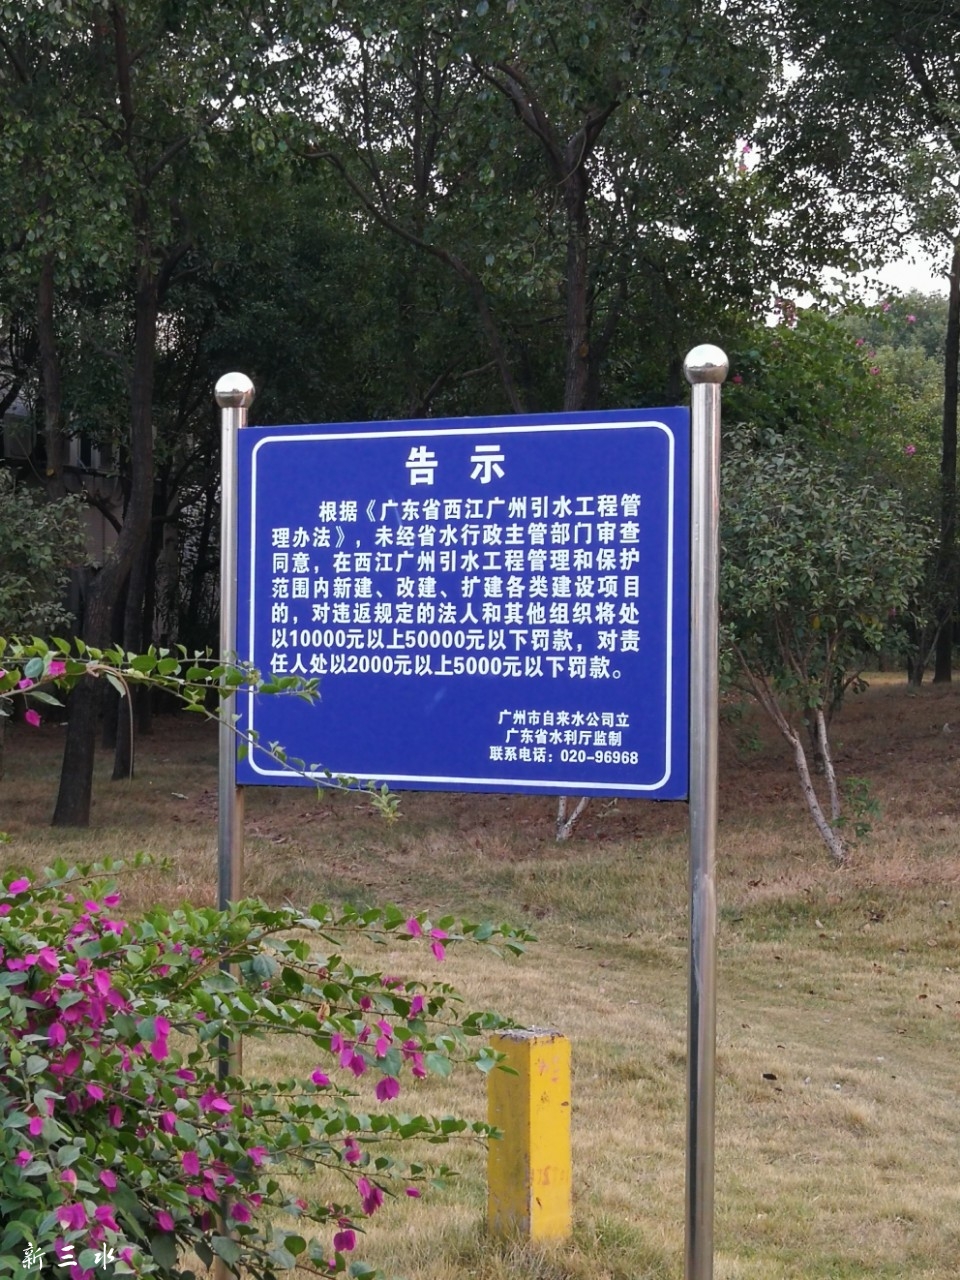 告示
根据《广东省西江广州引水工程管
理办法》，未经省水行政主管部门审查
同意，在西江广州引水工程管理和保护
范围内新建、改建、扩建各类建设项目
的，对违返规定的法人和其他组织将处
以10000元以上50000元以下罚款，对责
任人处以2000元以上5000元以下罚款。
广州市自来水公司立
广东省水利厅监制
联系电话：020-96968
新三水